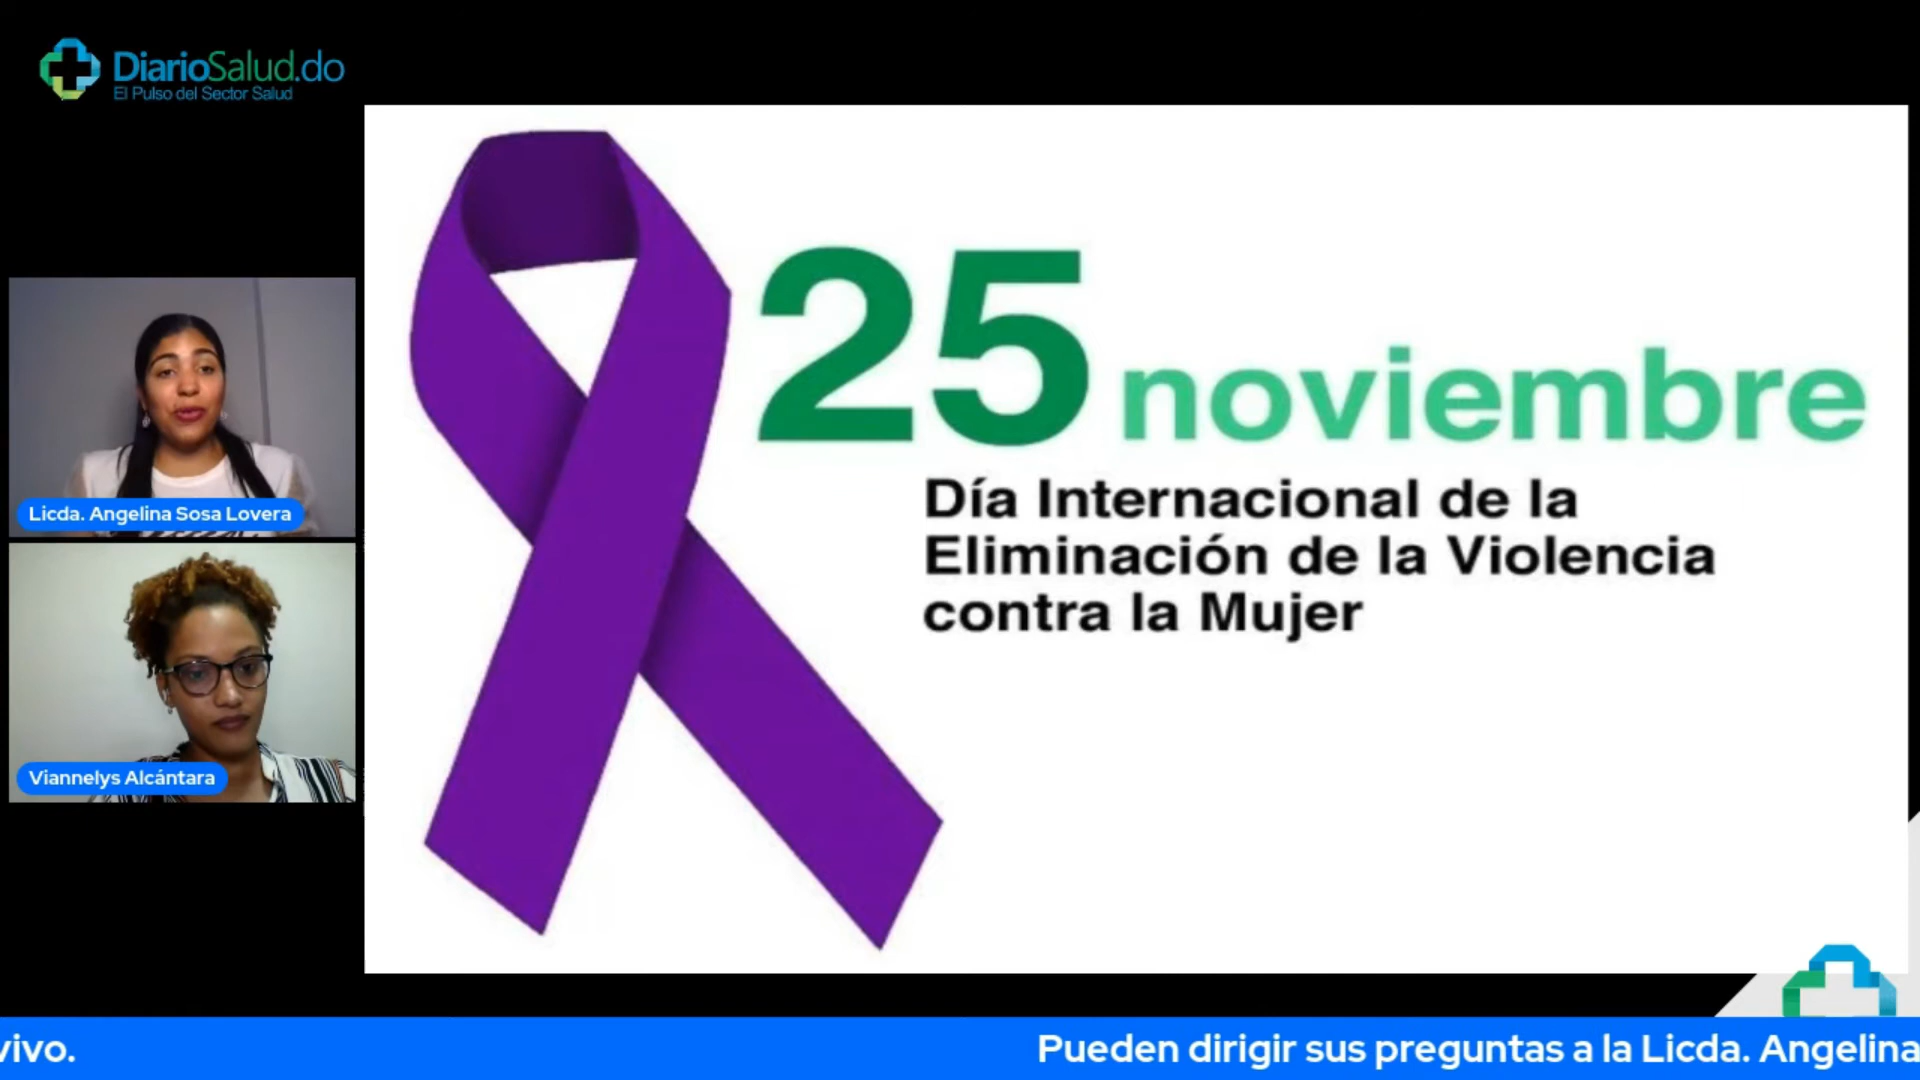 DiarioSalud.do
El Pulso del Sector Salud
25 noviembre
Día Internacional de la
Eliminación de la Violencia
contra la Mujer
Licda. Angelina Sosa Lovera
Viannelys Alcántara
vivo.
Pueden dirigir sus preguntas a la Licda. Angelina